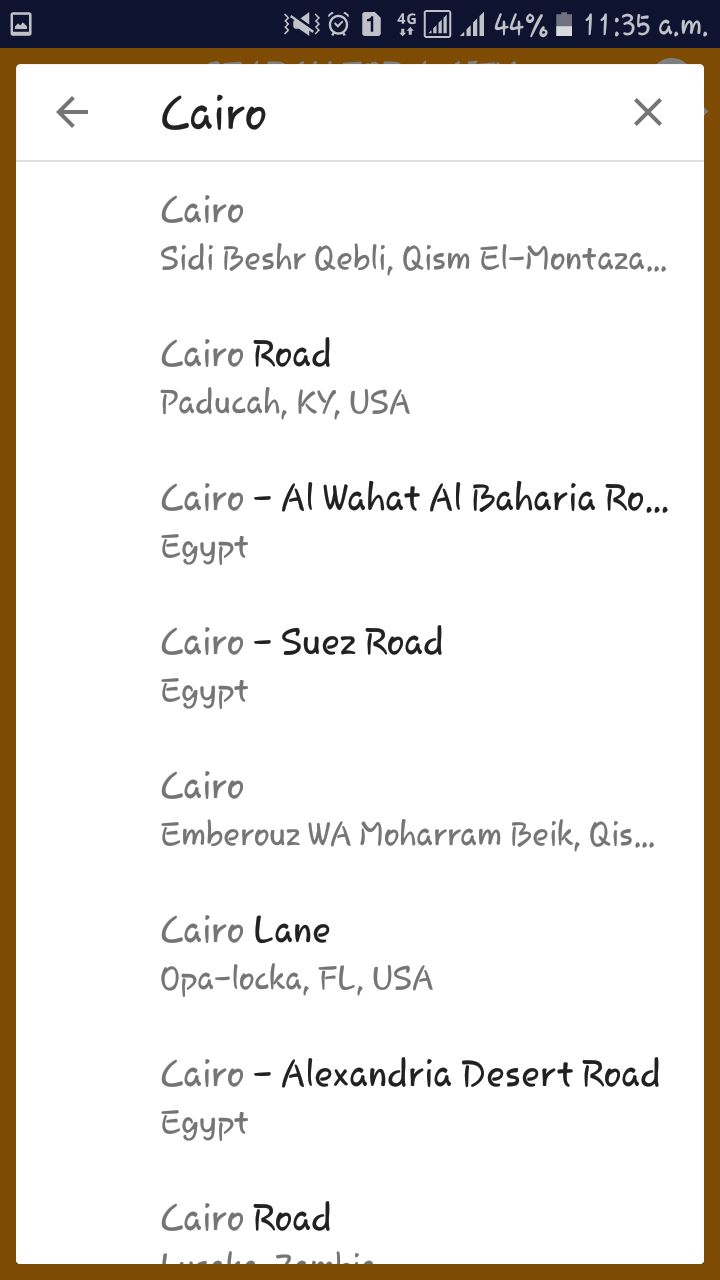 1 4G 44% 11:35 a.m.
Cairo
Cairo
Sidi Beshr Qebli, Qism El-Montaza...
Cairo Road
Paducah, KY, USA
Cairo - Al Wahat Al Baharia Ro...
Egypt
Cairo - Suez Road
Egypt
Cairo
Emberouz WA Moharram Beik, Qis...
Cairo Lane
Opa-locka, FL, USA
Cairo - Alexandria Desert Road
Egypt
Cairo Road
Lusaka, Zambia